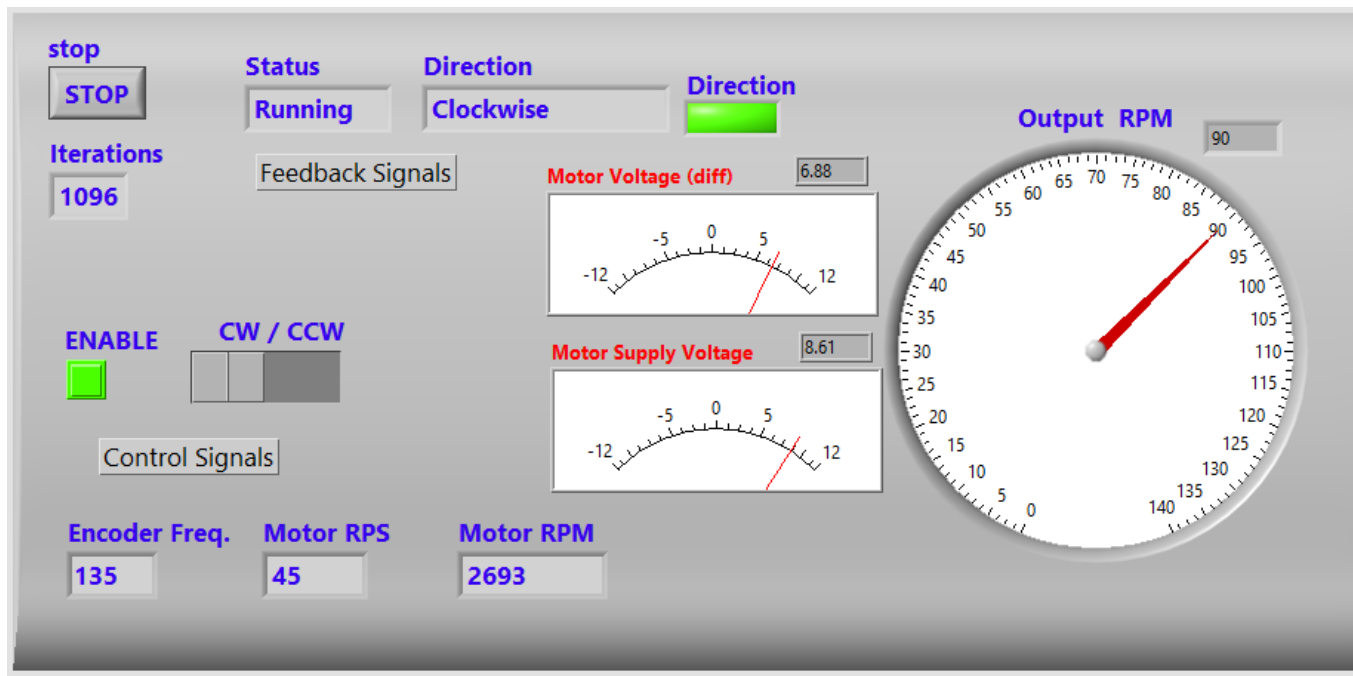 stop
STOP
Status
Running
Direction
Clockwise
Direction
Iterations
1096
Feedback Signals
Motor Voltage (diff)
6.88
-12 -5 0 5 12
ENABLE
CW / CCW
Motor Supply Voltage
8.61
-12 -5 0 5 12
Control Signals
Encoder Freq.
135
Motor RPS
45
Motor RPM
2693
Output RPM
90
0 5 10 15 20 25 30 35 40 45 50 55 60 65 70 75 80 85 90 95 100 105 110 115 120 125 130 135 140